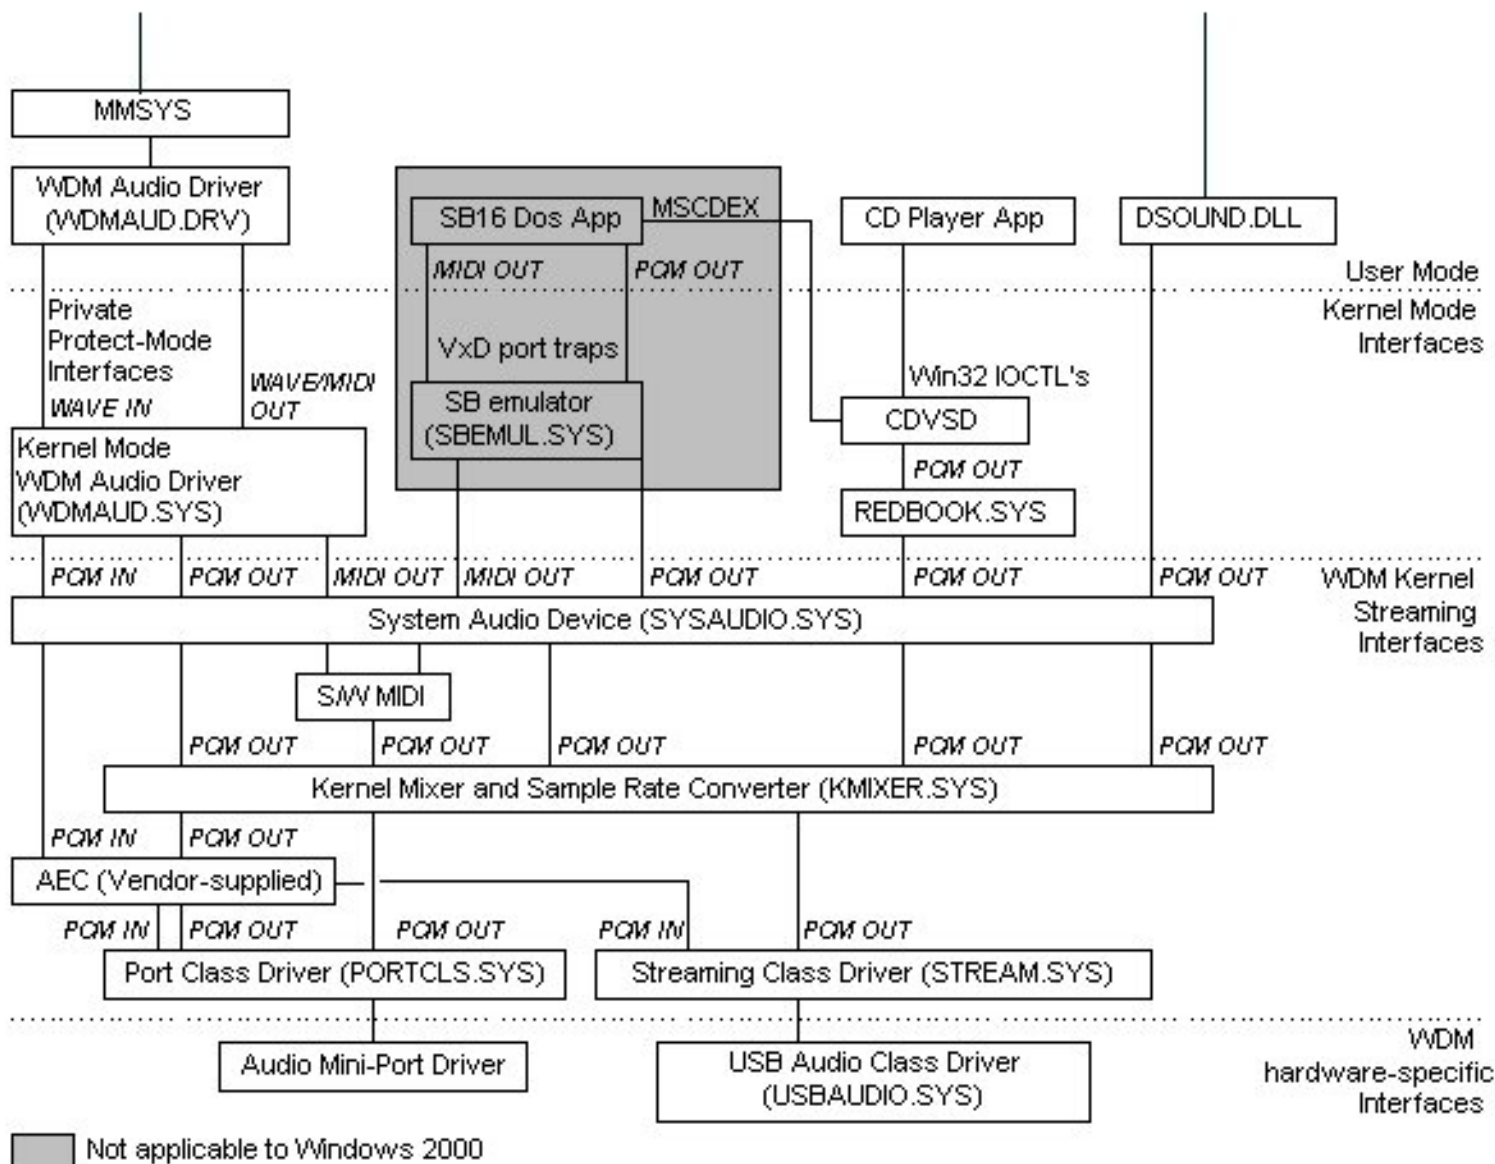 MMSYS
WDM Audio Driver
(WDMAUD.DRV)
SB16 Dos App
MSCDEX
CD Player App
DSOUND.DLL
MIDI OUT
PCM OUT
User Mode
Private
Protect-Mode
Interfaces
Kernel Mode
Interfaces
VxD port traps
WAVE IN
WAVE/MIDI
OUT
Win32 IOCTL's
SB emulator
(SBEMUL.SYS)
CDVSD
PCM OUT
Kernel Mode
WDM Audio Driver
(WDMAUD.SYS)
REDBOOK.SYS
PCM IN
PCM OUT
MIDI OUT
MIDI OUT
PCM OUT
PCM OUT
PCM OUT
WDM Kernel
Streaming
Interfaces
System Audio Device (SYSAUDIO.SYS)
S/W MIDI
PCM OUT
PCM OUT
PCM OUT
PCM OUT
PCM OUT
Kernel Mixer and Sample Rate Converter (KMIXER.SYS)
PCM IN
PCM OUT
AEC (Vendor-supplied)
PCM IN
PCM OUT
PCM OUT
PCM IN
PCM OUT
Port Class Driver (PORTCLS.SYS)
Streaming Class Driver (STREAM.SYS)
Audio Mini-Port Driver
USB Audio Class Driver
(USBAUDIO.SYS)
WDM
hardware-specific
Interfaces
Not applicable to Windows 2000